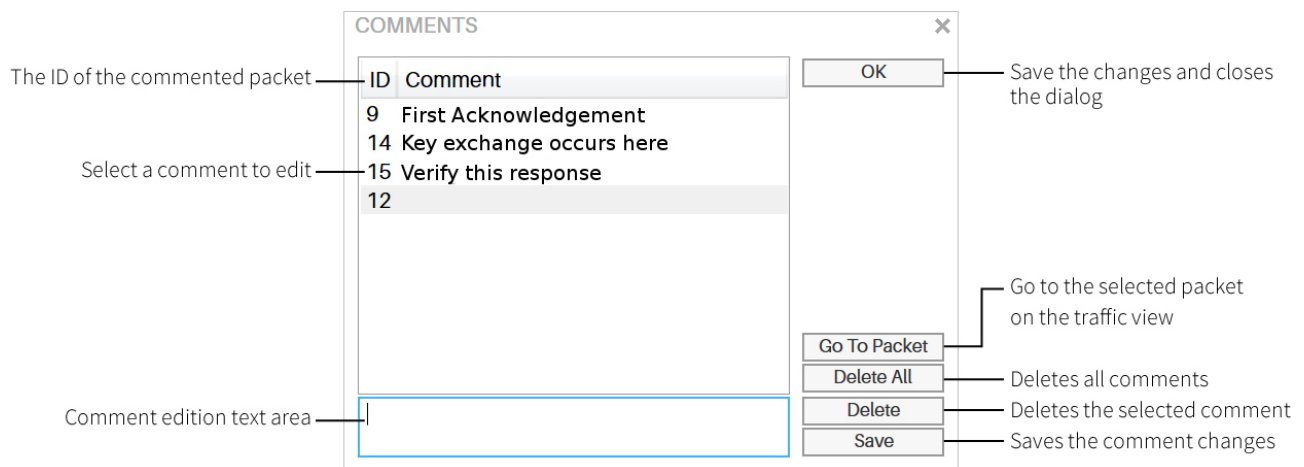 COMMENTS
The ID of the commented packet
ID Comment
OK
Save the changes and closes
the dialog
9 First Acknowledgement
14 Key exchange occurs here
Select a comment to edit
15 Verify this response
12
Go to the selected packet
on the traffic view
Go To Packet
Delete All
Deletes all comments
Comment edition text area
Delete
Deletes the selected comment
Save
Saves the comment changes